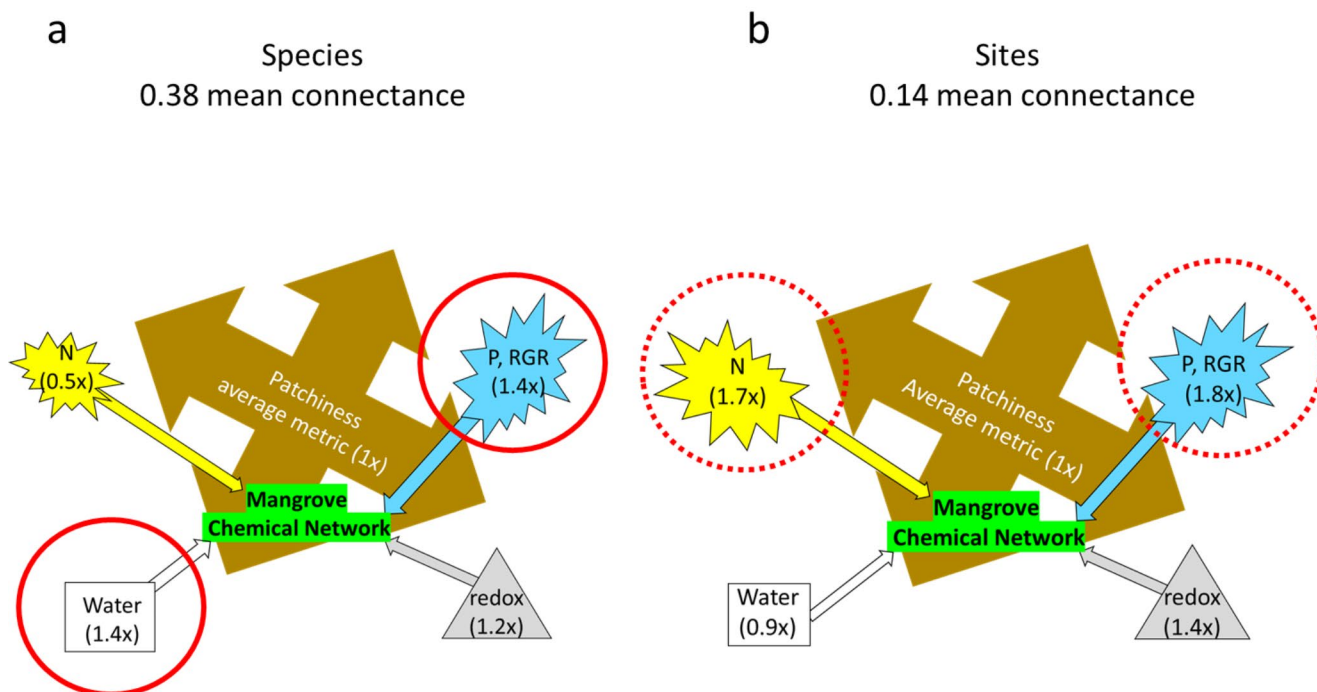 a
Species
0.38 mean connectance
N
(0.5x)
P, RGR
(1.4x)
Patchiness
average metric (1x)
Mangrove
Chemical Network
Water
(1.4x)
redox
(1.2x)
b
Sites
0.14 mean connectance
N
(1.7x)
P, RGR
(1.8x)
Patchiness
Average metric (1x)
Mangrove
Chemical Network
Water
(0.9x)
redox
(1.4x)